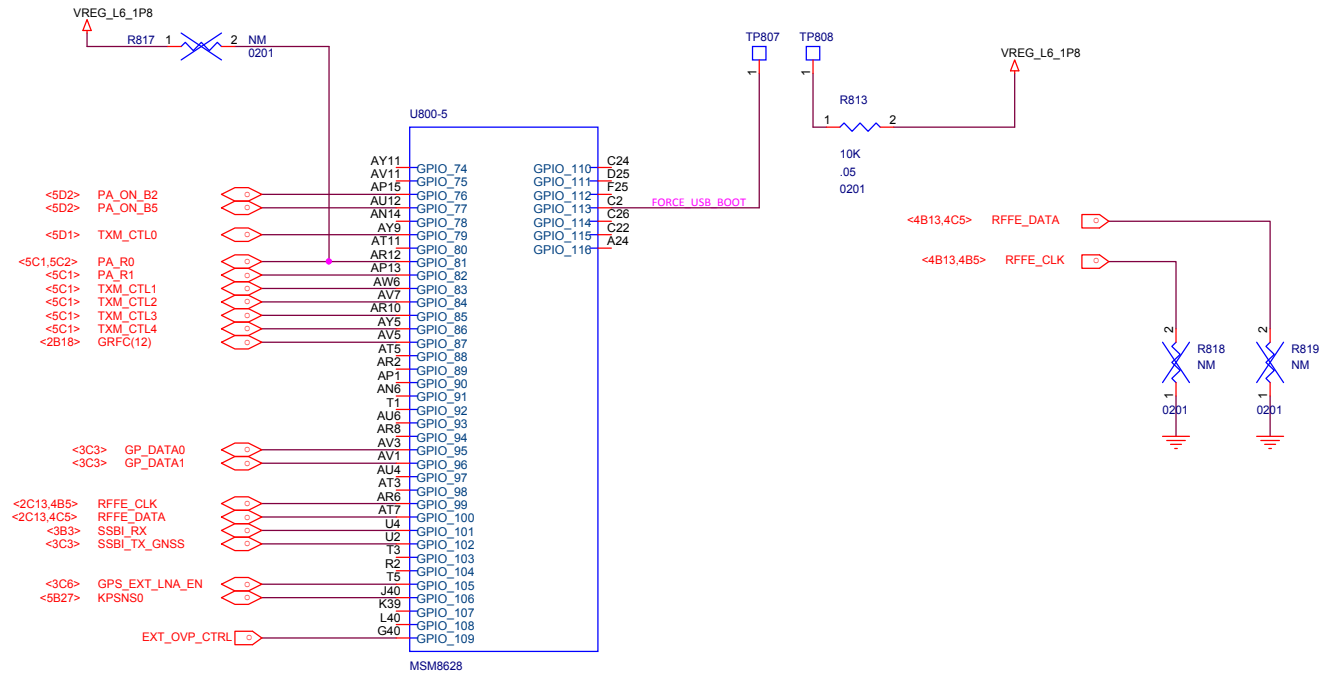 VREG_L6_1P8
R817 1 2 NM
0201
TP807 TP808
1 1
VREG_L6_1P8
R813
1 2
10K
.05
0201
U800-5
AY11 GPIO_74
AV11 GPIO_75
<5D2> PA_ON_B2 AP15 GPIO_76
<5D2> PA_ON_B5 AU12 GPIO_77
AN14 GPIO_78
<5D1> TXM_CTL0 AY9 GPIO_79
AT11 GPIO_80
<5C1,5C2> PA_R0 AR12 GPIO_81
<5C1> PA_R1 AP13 GPIO_82
<5C1> TXM_CTL1 AW6 GPIO_83
<5C1> TXM_CTL2 AV7 GPIO_84
<5C1> TXM_CTL3 AR10 GPIO_85
<5C1> TXM_CTL4 AY5 GPIO_86
<2B18> GRFC(12) AV5 GPIO_87
AT5 GPIO_88
AR2 GPIO_89
AP1 GPIO_90
AN6 GPIO_91
T1 GPIO_92
AU6 GPIO_93
AR8 GPIO_94
<3C3> GP_DATA0 AV3 GPIO_95
<3C3> GP_DATA1 AV1 GPIO_96
AU4 GPIO_97
AT3 GPIO_98
<2C13,4B5> RFFE_CLK AR6 GPIO_99
<2C13,4C5> RFFE_DATA AT7 GPIO_100
<3B3> SSBI_RX U4 GPIO_101
<3C3> SSBI_TX_GNSS U2 GPIO_102
T3 GPIO_103
R2 GPIO_104
<3C6> GPS_EXT_LNA_EN T5 GPIO_105
<5B27> KPSNS0 J40 GPIO_106
K39 GPIO_107
L40 GPIO_108
EXT_OVP_CTRL G40 GPIO_109
MSM8628
GPIO_110 C24
GPIO_111 D25
GPIO_112 F25
GPIO_113 C2 FORCE_USB_BOOT
GPIO_114 C26
GPIO_115 C22
GPIO_116 A24
<4B13,4C5> RFFE_DATA
<4B13,4B5> RFFE_CLK
2 R818 NM 1 0201
2 R819 NM 1 0201